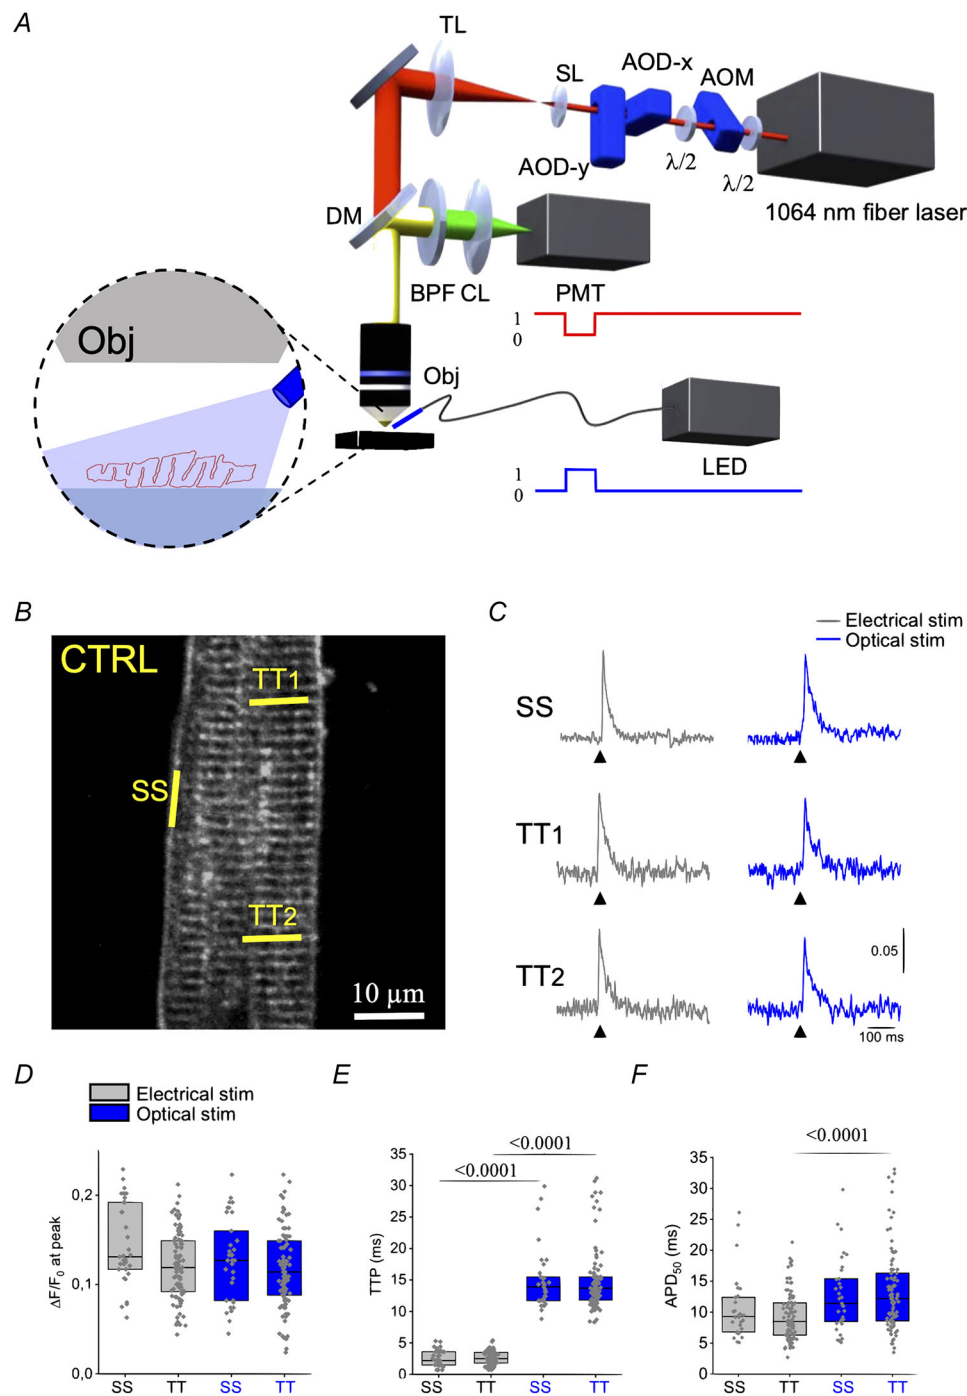 A
TL
SL
AOD-x
AOM
AOD-y
λ/2
λ/2
1064 nm fiber laser
DM
BPF CL
PMT
1
0
Obj
Obj
LED
1
0
B
CTRL
TT1
SS
TT2
10 µm
C
Electrical stim
Optical stim
SS
TT1
TT2
0.05
100 ms
D
Electrical stim
Optical stim
ΔF/F0 at peak
0,2
0,1
0,0
SS TT SS TT
E
<0.0001
<0.0001
TTP (ms)
35
30
25
20
15
10
5
0
SS TT SS TT
F
<0.0001
APD50 (ms)
35
30
25
20
15
10
5
0
SS TT SS TT